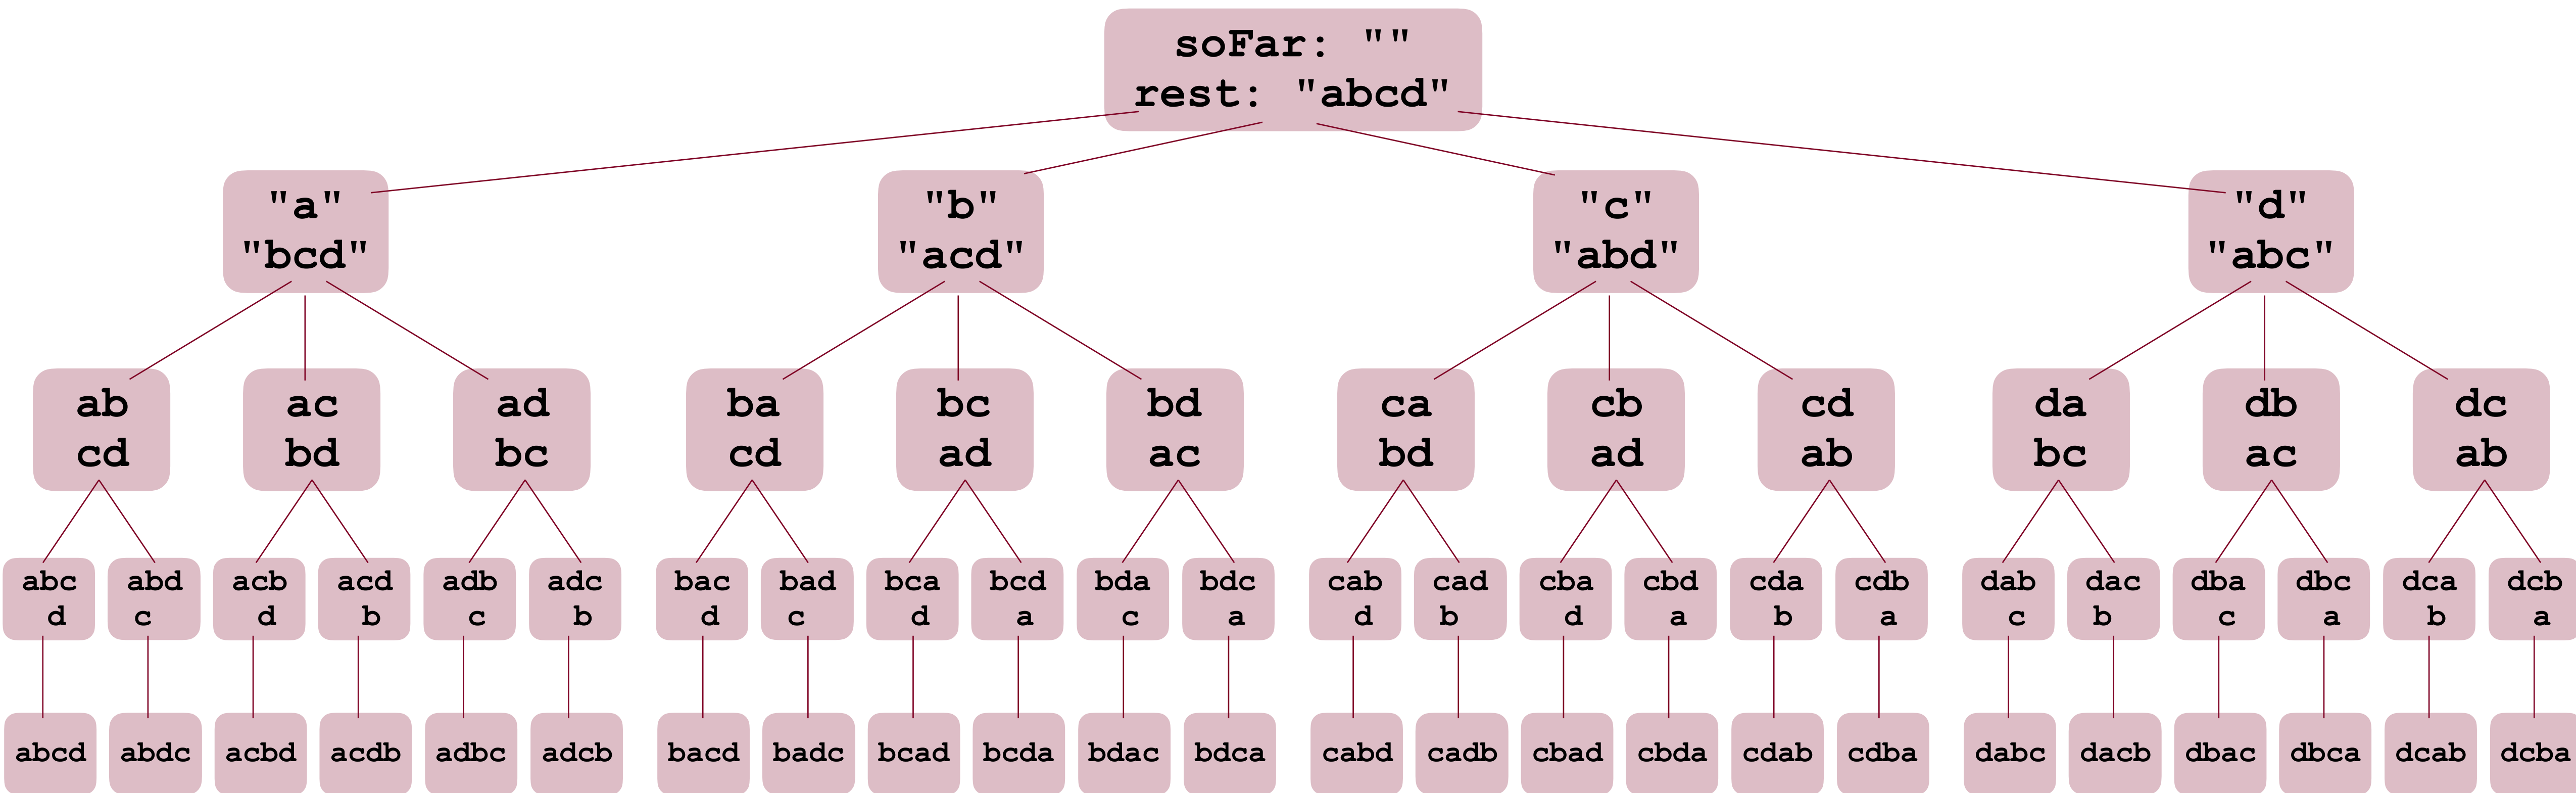 soFar: ""
rest: "abcd"
"a"
"bcd"
"b"
"acd"
"c"
"abd"
"d"
"abc"
ab
cd
ac
bd
ad
bc
ba
cd
bc
ad
bd
ac
ca
bd
cb
ad
cd
ab
da
bc
db
ac
dc
ab
abc
d
abd
c
acb
d
acd
b
adb
c
adc
b
bac
d
bad
c
bca
d
bcd
a
bda
c
bdc
a
cab
d
cad
b
cba
d
cbd
a
cda
b
cdb
a
dab
c
dac
b
dba
c
dbc
a
dca
b
dcb
a
abcd
abdc
acbd
acdb
adbc
adcb
bacd
badc
bcad
bcda
bdac
bdca
cabd
cadb
cbad
cbda
cdab
cdba
dabc
dacb
dbac
dbca
dcab
dcba